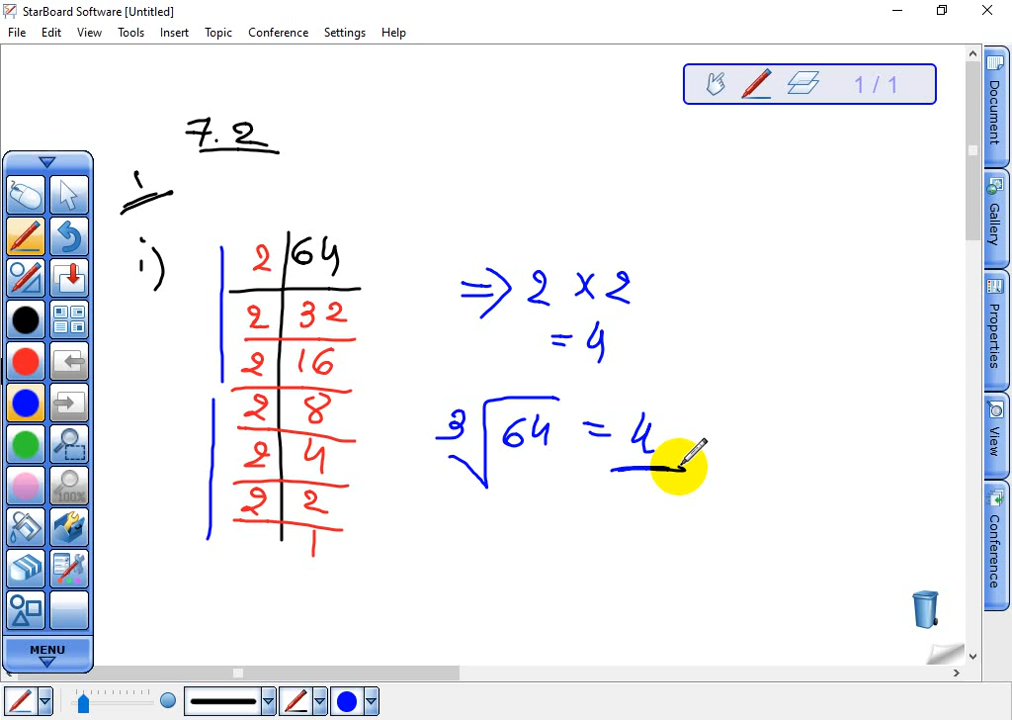 StarBoard Software [Untitled]
File Edit View Tools Insert Topic Conference Settings Help
1 / 1
Document
Gallery
Properties
View
Conference
7.2
1
i)
2 64
2 32
2 16
2 8
2 4
2 2
1
=> 2 × 2
= 4
3√64 = 4
100%
MENU